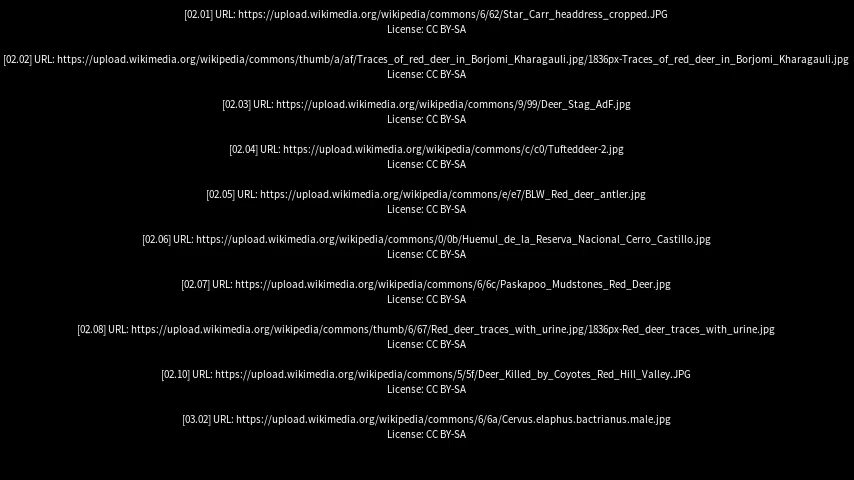 [02.01] URL: https://upload.wikimedia.org/wikipedia/commons/6/62/Star_Carr_headdress_cropped.JPG
License: CC BY-SA
[02.02] URL: https://upload.wikimedia.org/wikipedia/commons/thumb/a/af/Traces_of_red_deer_in_Borjomi_Kharagauli.jpg/1836px-Traces_of_red_deer_in_Borjomi_Kharagauli.jpg
License: CC BY-SA
[02.03] URL: https://upload.wikimedia.org/wikipedia/commons/9/99/Deer_Stag_AdF.jpg
License: CC BY-SA
[02.04] URL: https://upload.wikimedia.org/wikipedia/commons/c/c0/Tufteddeer-2.jpg
License: CC BY-SA
[02.05] URL: https://upload.wikimedia.org/wikipedia/commons/e/e7/BLW_Red_deer_antler.jpg
License: CC BY-SA
[02.06] URL: https://upload.wikimedia.org/wikipedia/commons/0/0b/Huemul_de_la_Reserva_Nacional_Cerro_Castillo.jpg
License: CC BY-SA
[02.07] URL: https://upload.wikimedia.org/wikipedia/commons/6/6c/Paskapoo_Mudstones_Red_Deer.jpg
License: CC BY-SA
[02.08] URL: https://upload.wikimedia.org/wikipedia/commons/thumb/6/67/Red_deer_traces_with_urine.jpg/1836px-Red_deer_traces_with_urine.jpg
License: CC BY-SA
[02.10] URL: https://upload.wikimedia.org/wikipedia/commons/5/5f/Deer_Killed_by_Coyotes_Red_Hill_Valley.JPG
License: CC BY-SA
[03.02] URL: https://upload.wikimedia.org/wikipedia/commons/6/6a/Cervus.elaphus.bactrianus.male.jpg
License: CC BY-SA